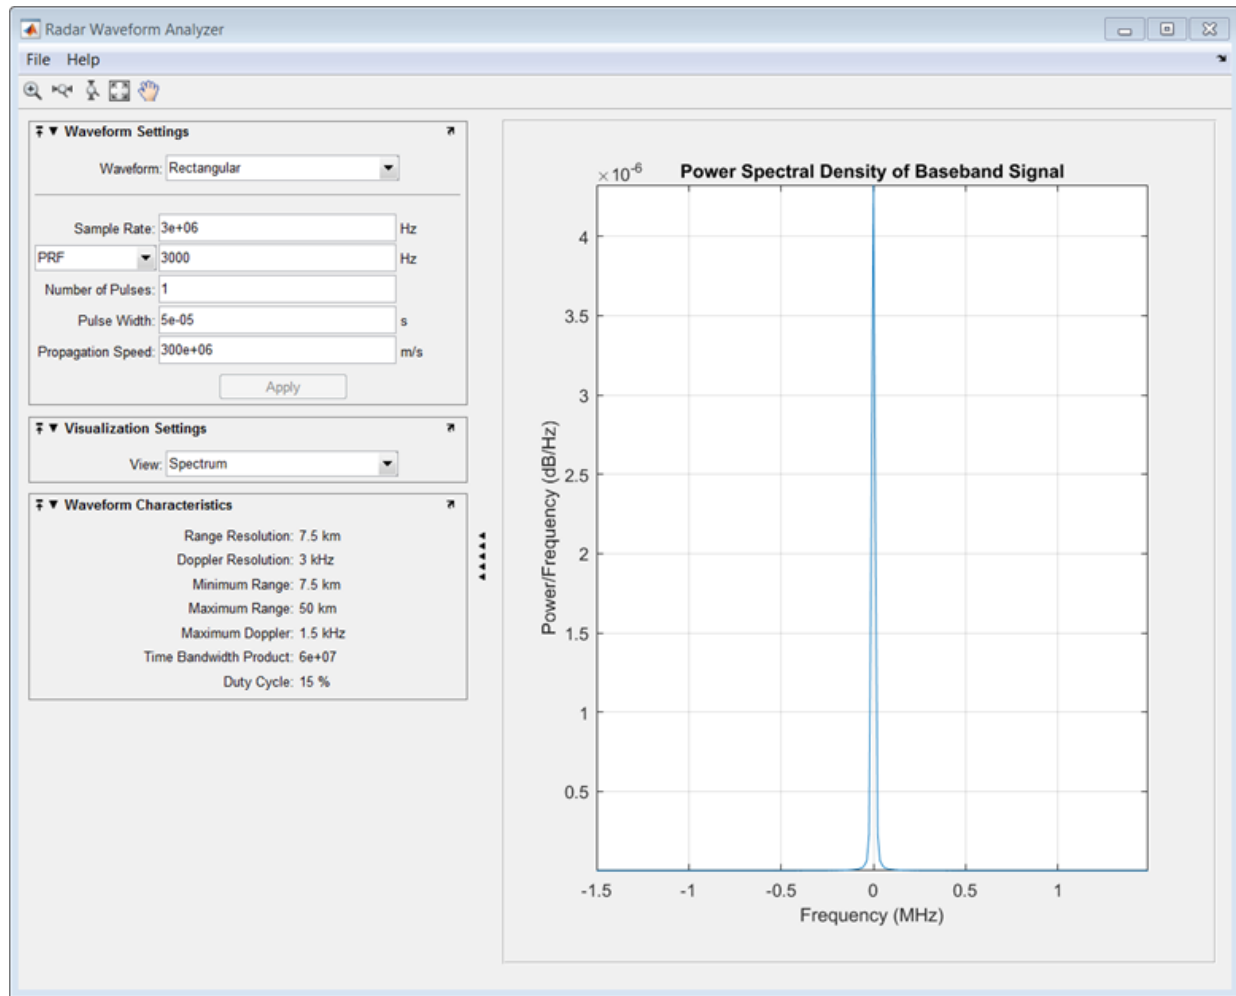 Radar Waveform Analyzer
File Help
Waveform Settings
Waveform: Rectangular
Sample Rate: 3e+06 Hz
PRF 3000 Hz
Number of Pulses: 1
Pulse Width: 5e-05 s
Propagation Speed: 300e+06 m/s
Apply
Visualization Settings
View: Spectrum
Waveform Characteristics
Range Resolution: 7.5 km
Doppler Resolution: 3 kHz
Minimum Range: 7.5 km
Maximum Range: 50 km
Maximum Doppler: 1.5 kHz
Time Bandwidth Product: 6e+07
Duty Cycle: 15 %
×10^-6
Power Spectral Density of Baseband Signal
4
3.5
3
2.5
2
1.5
1
0.5
Power/Frequency (dB/Hz)
-1.5 -1 -0.5 0 0.5 1
Frequency (MHz)